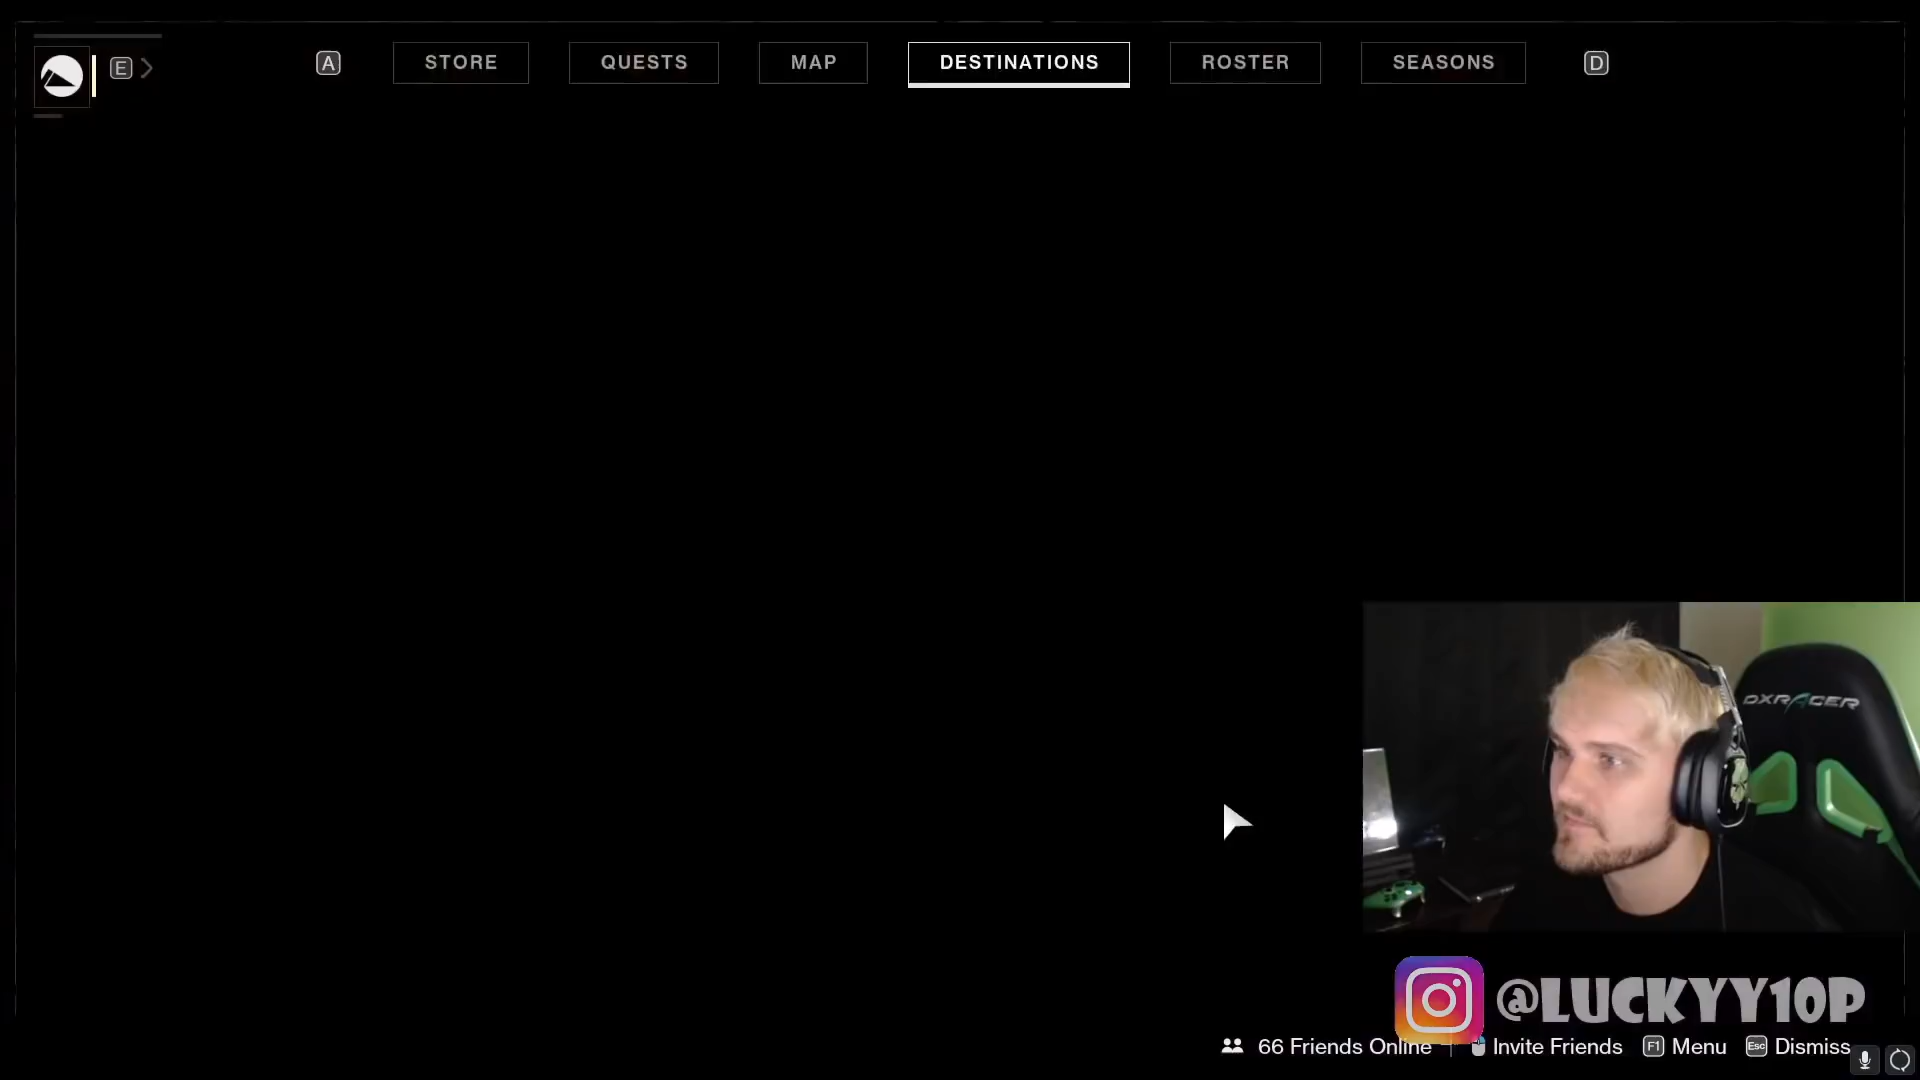 E
A
STORE
QUESTS
MAP
DESTINATIONS
ROSTER
SEASONS
D
DXRACER
@LUCKYY10P
66 Friends Online
Invite Friends
F1 Menu
Esc Dismiss